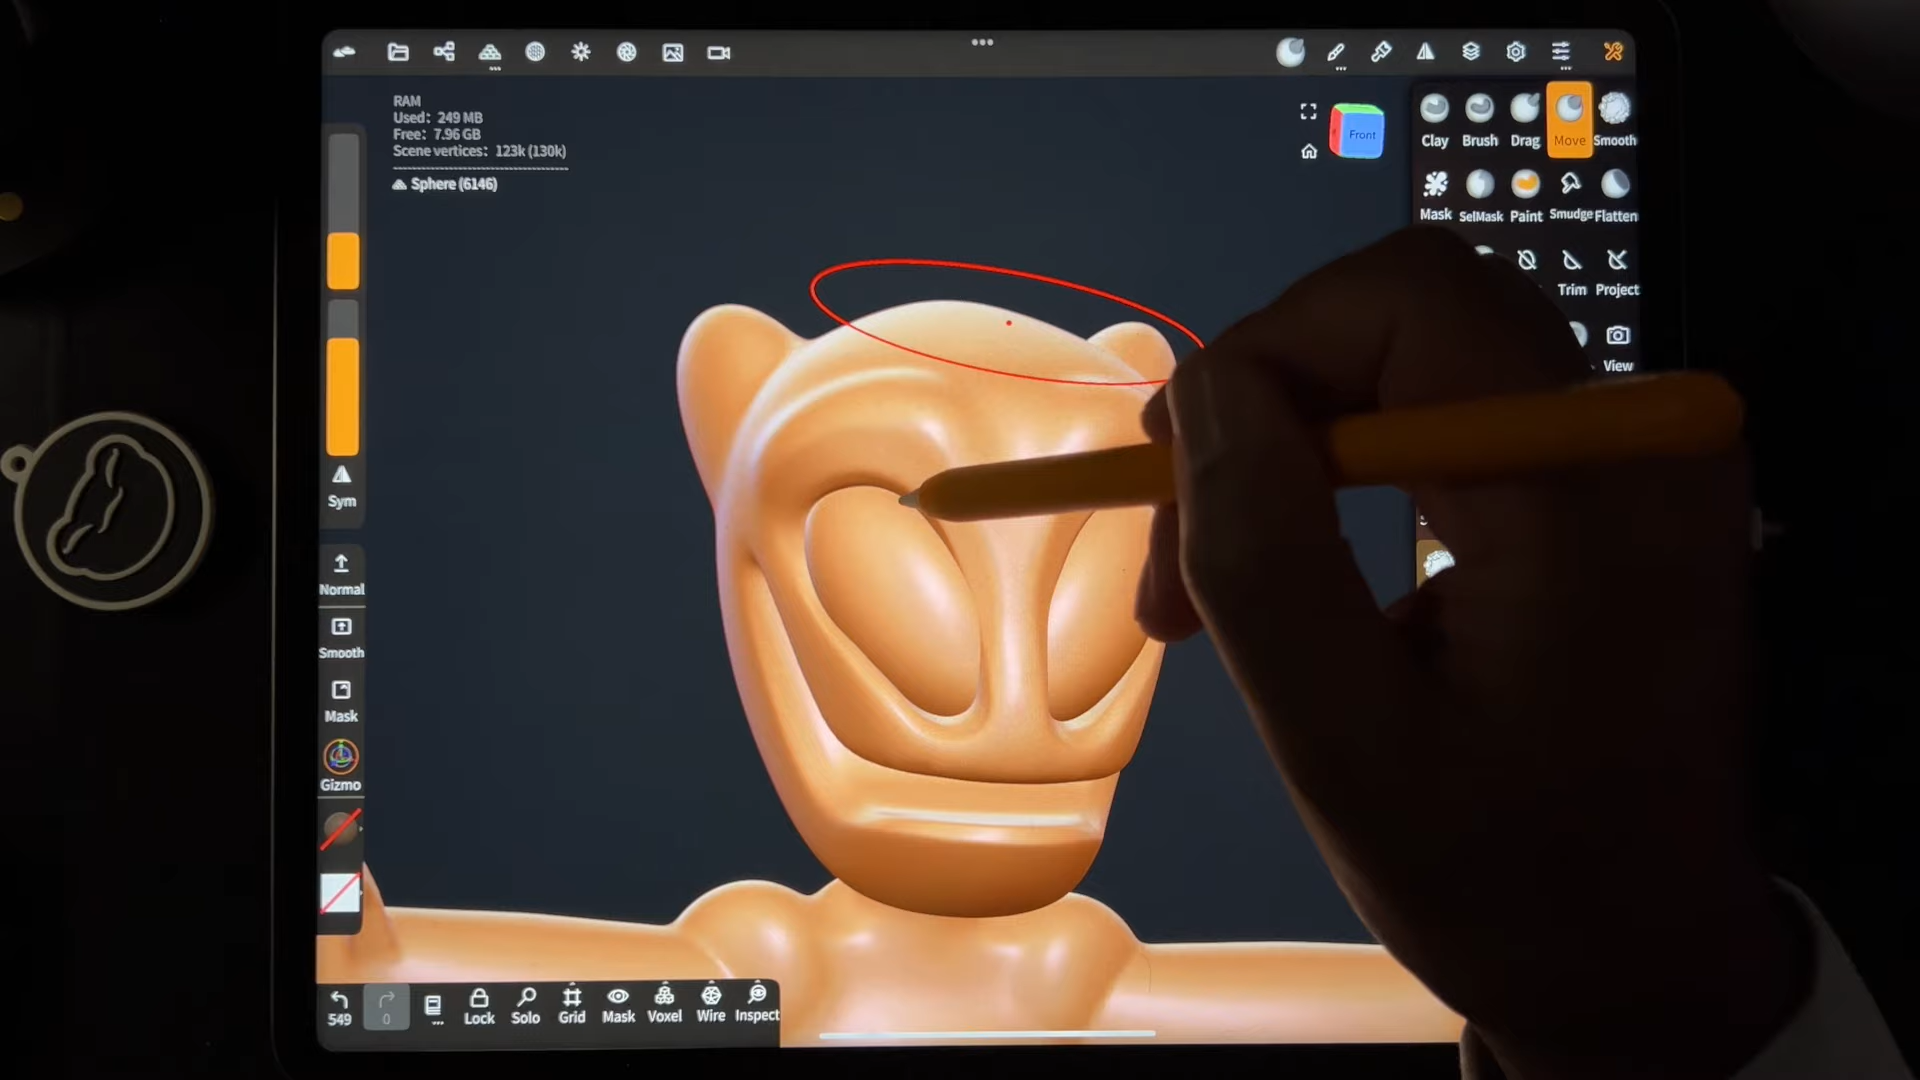 RAM
Used: 249 MB
Free: 7.96 GB
Scene vertices: 123k (130k)
Sphere (6146)
Front
Clay Brush Drag Move Smooth
Mask SelMask Paint Smudge Flatten
Trim Project
View
Sym
Normal
Smooth
Mask
Gizmo
549 0 Lock Solo Grid Mask Voxel Wire Inspect